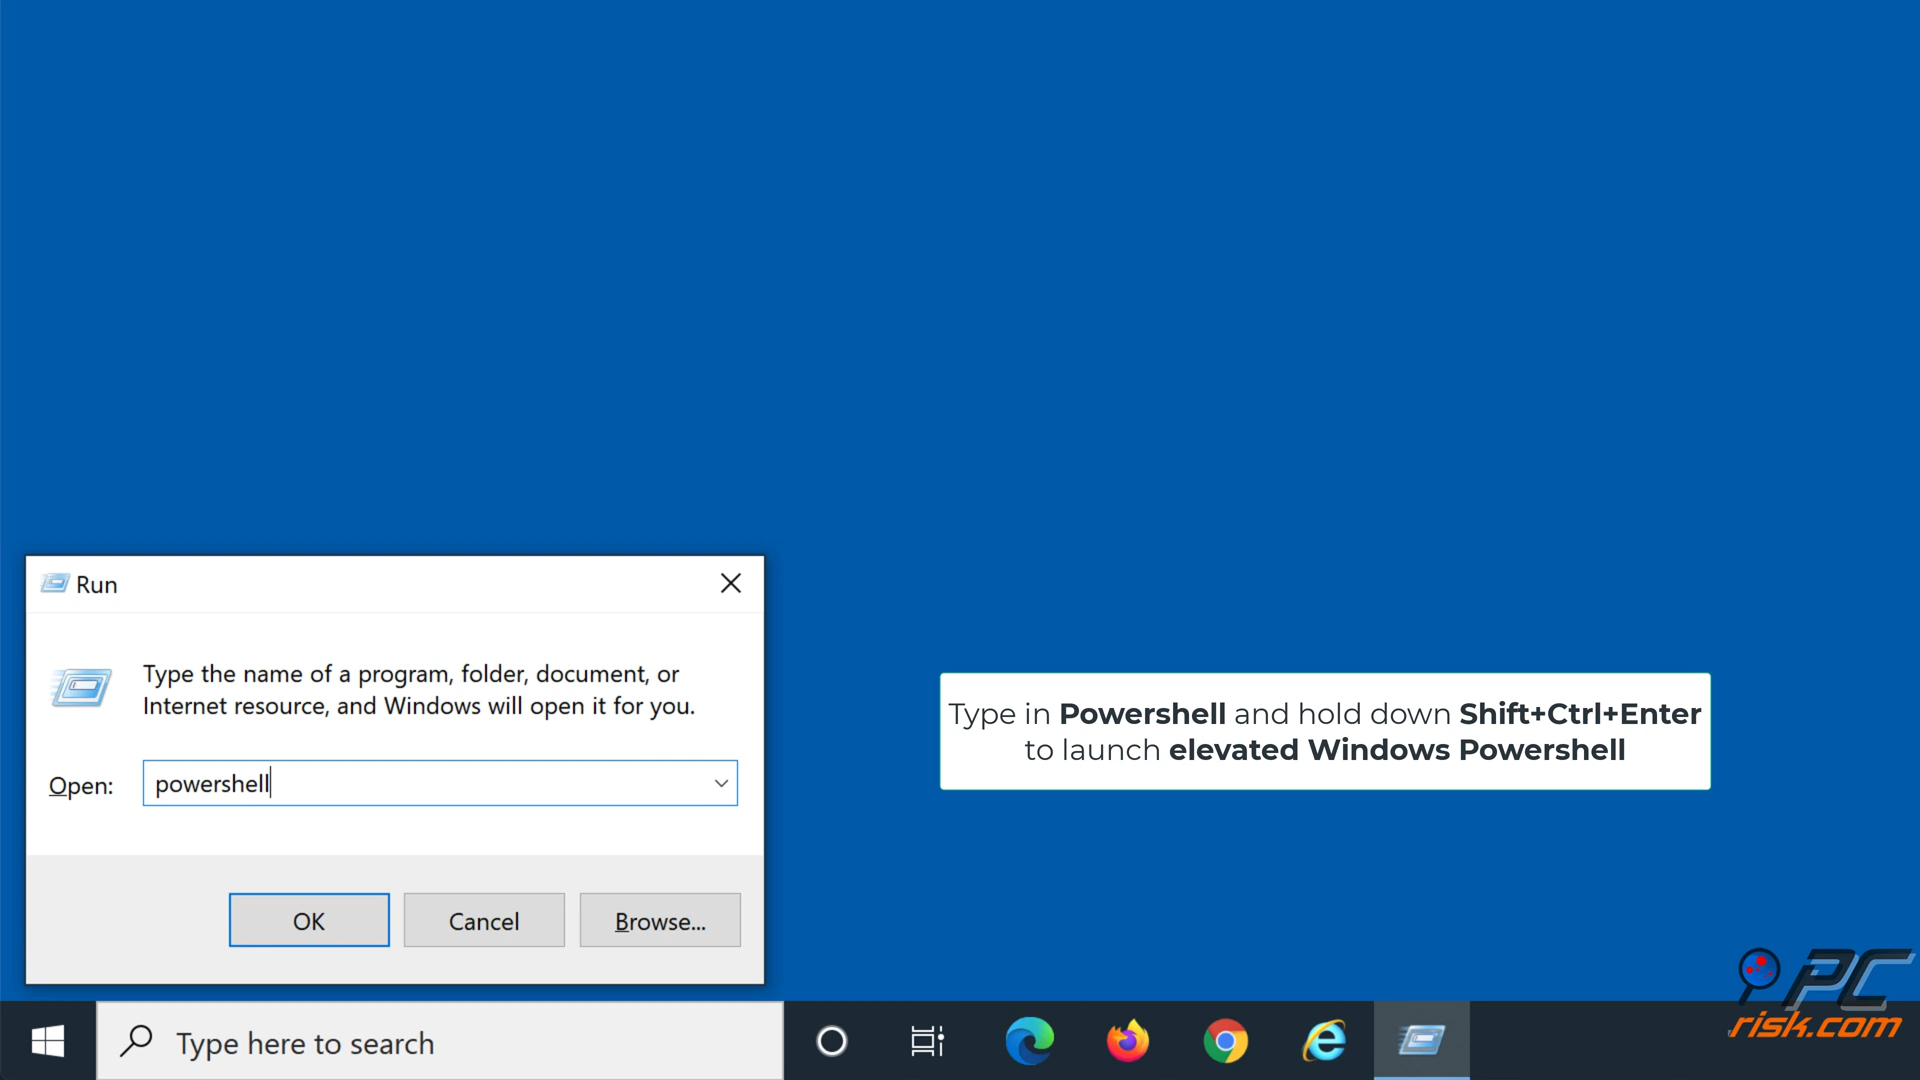 Run
Type the name of a program, folder, document, or
Internet resource, and Windows will open it for you.
Open:
powershell
OK
Cancel
Browse...
Type in Powershell and hold down Shift+Ctrl+Enter
to launch elevated Windows Powershell
Type here to search
PC
risk.com